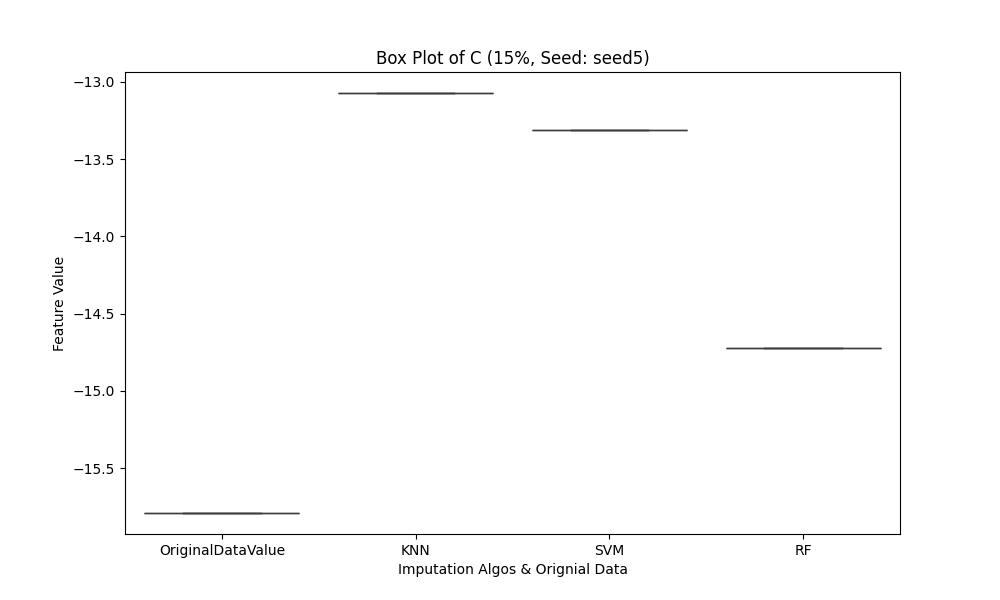 Box Plot of C (15%, Seed: seed5)
−13.0
−13.5
−14.0
−14.5
−15.0
−15.5
Feature Value
OriginalDataValue
KNN
SVM
RF
Imputation Algos & Orignial Data